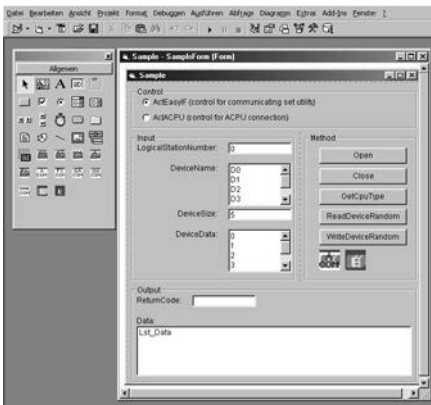 Datei Bearbeiten Ansicht Projekt Format Debuggen Ausführen Abfrage Diagramm Extras Add-Ins Fenster ?
Allgemein
Sample - SampleForm (Form)
Sample
Control
ActEasyIF (control for communicating set utility)
ActACPU (control for ACPU connection)
Input
LogicalStationNumber:
0
DeviceName:
D0
D1
D2
D3
DeviceSize:
5
DeviceData:
0
1
2
3
Method
Open
Close
GetCpuType
ReadDeviceRandom
WriteDeviceRandom
Output
ReturnCode:
Data:
Lst_Data